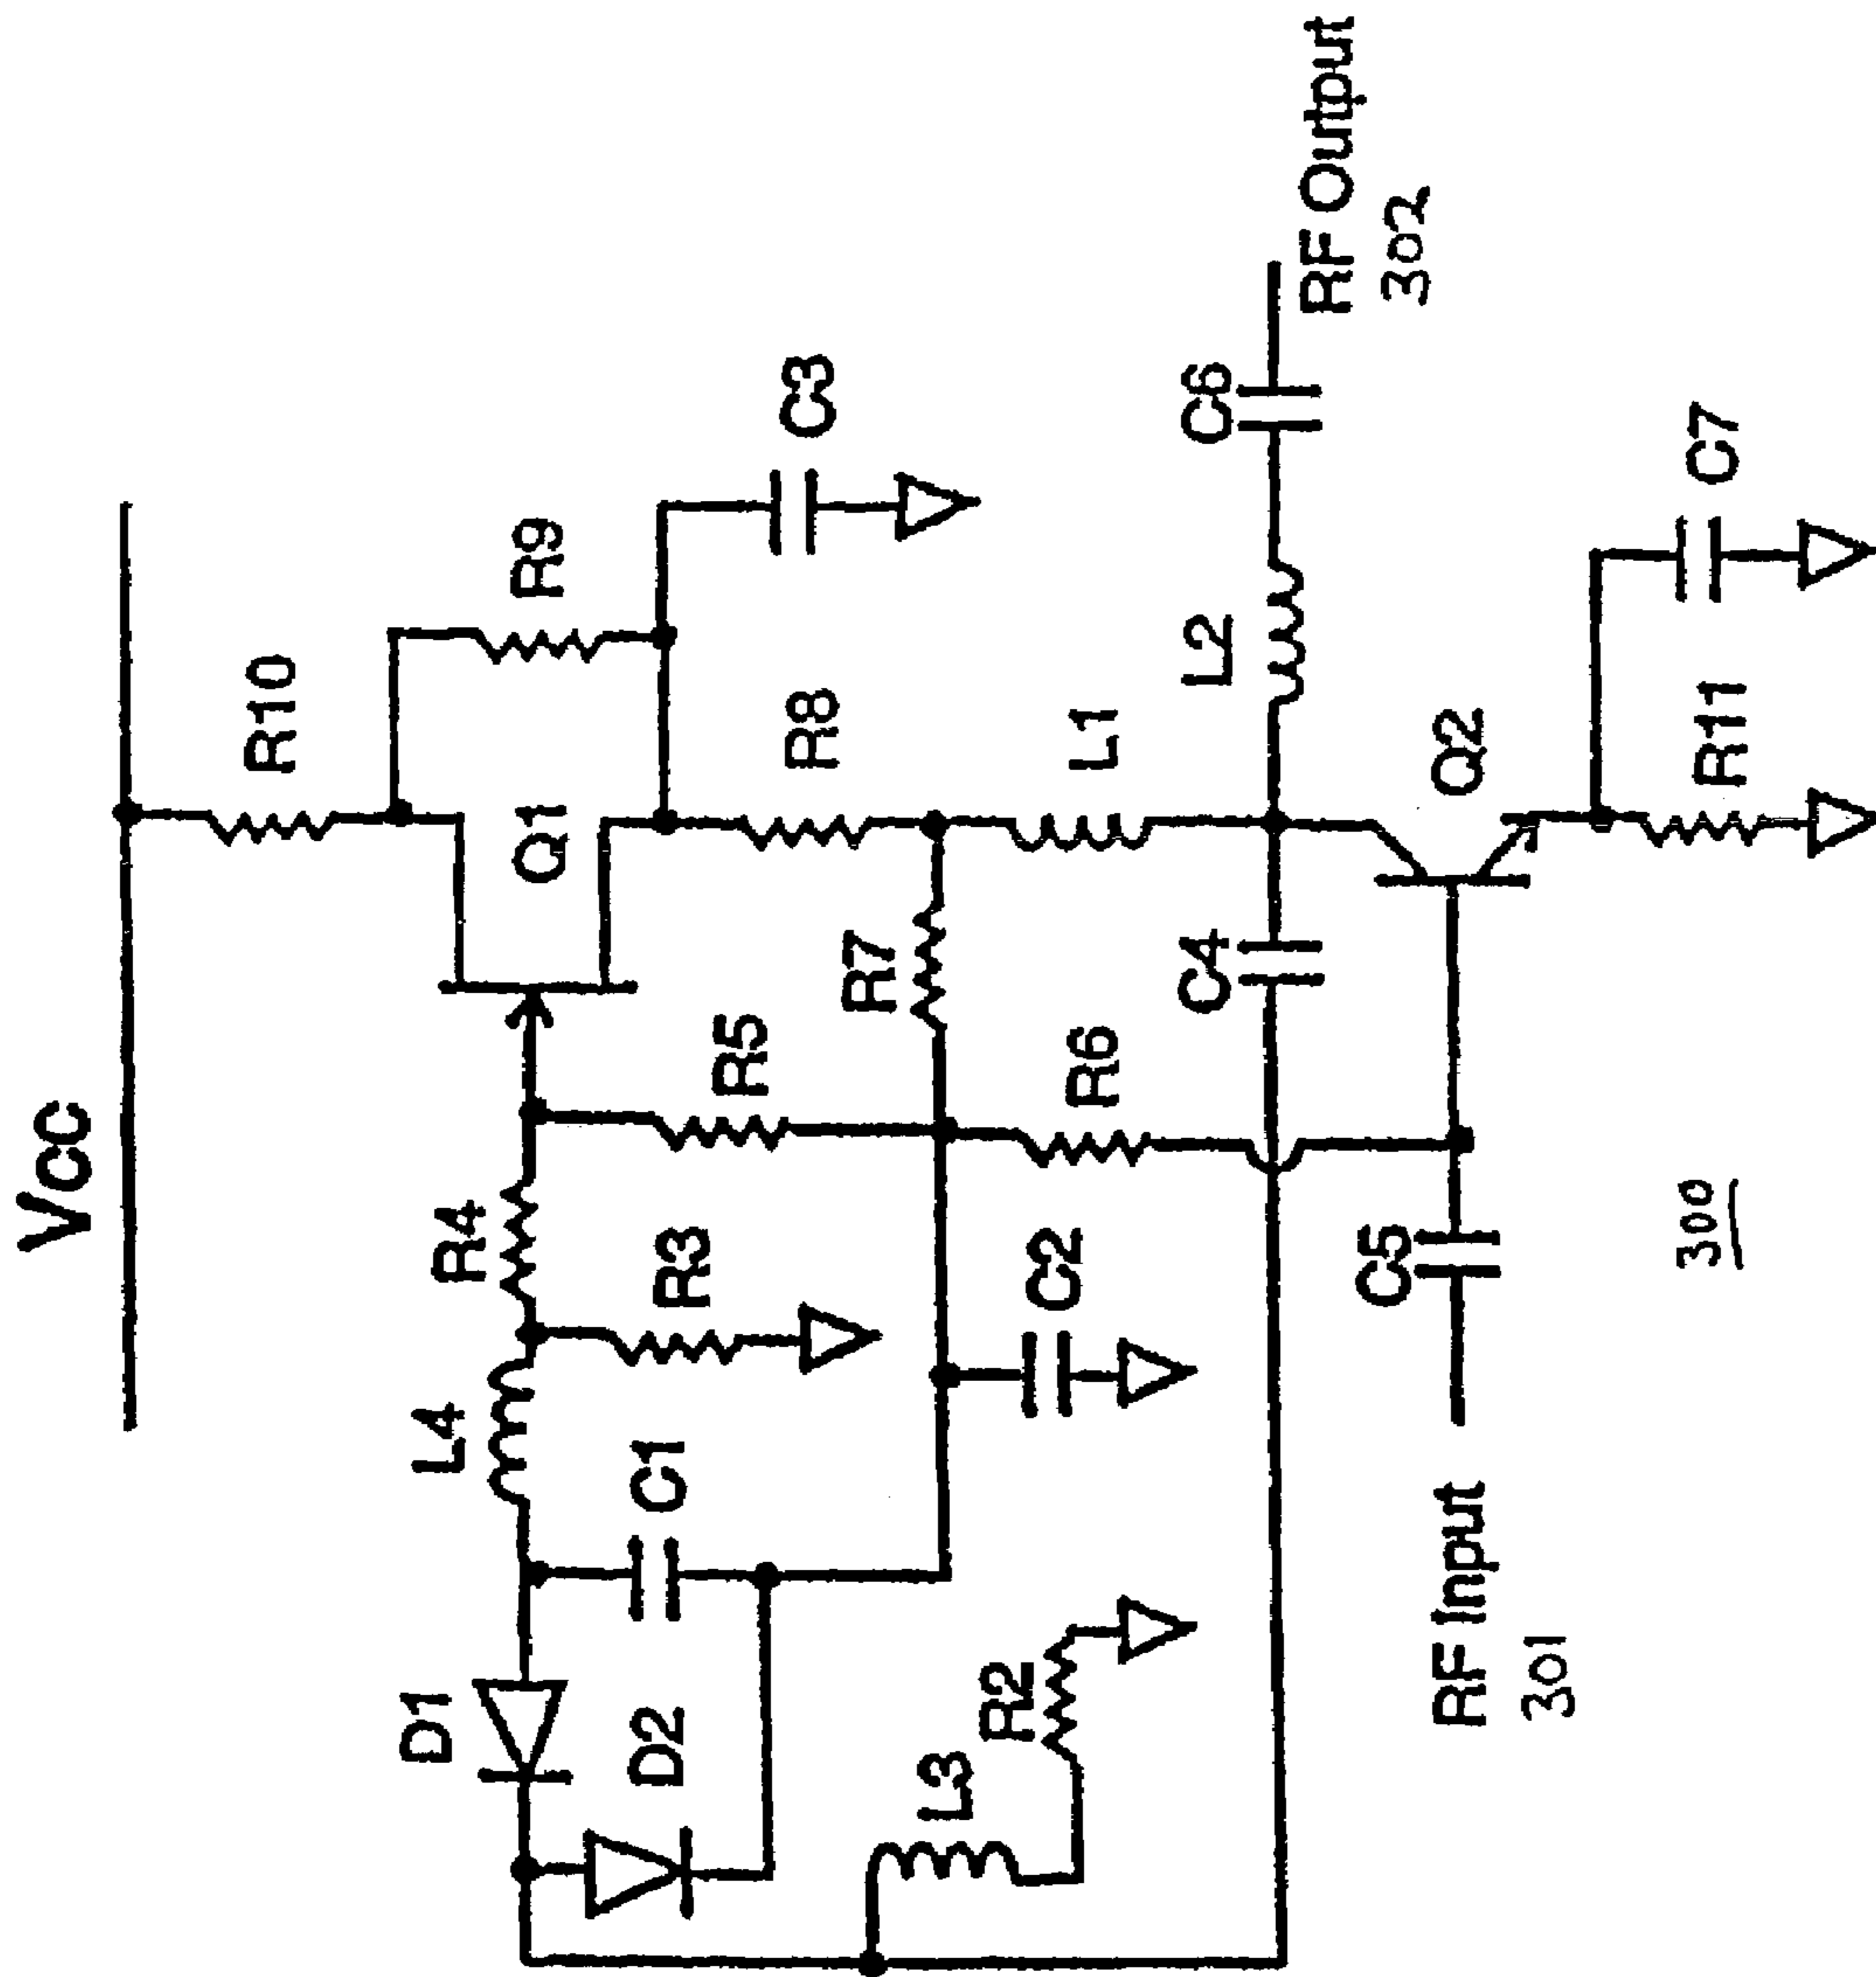 Vcc
R10
R9
Q1
R4
L4
D1
C3
R8
R5
R3
C1
D2
R7
L1
R6
C2
L3
R2
C6
L2
C4
RF Output
302
Q2
C5
RF Input
301
C7
R11
300